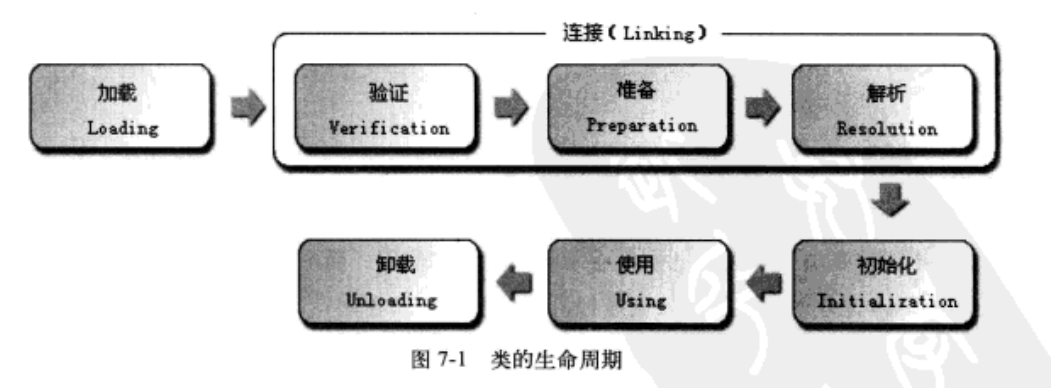 连接(Linking)
加载
Loading
验证
Verification
准备
Preparation
解析
Resolution
卸载
Unloading
使用
Using
初始化
Initialization
图 7-1 类的生命周期